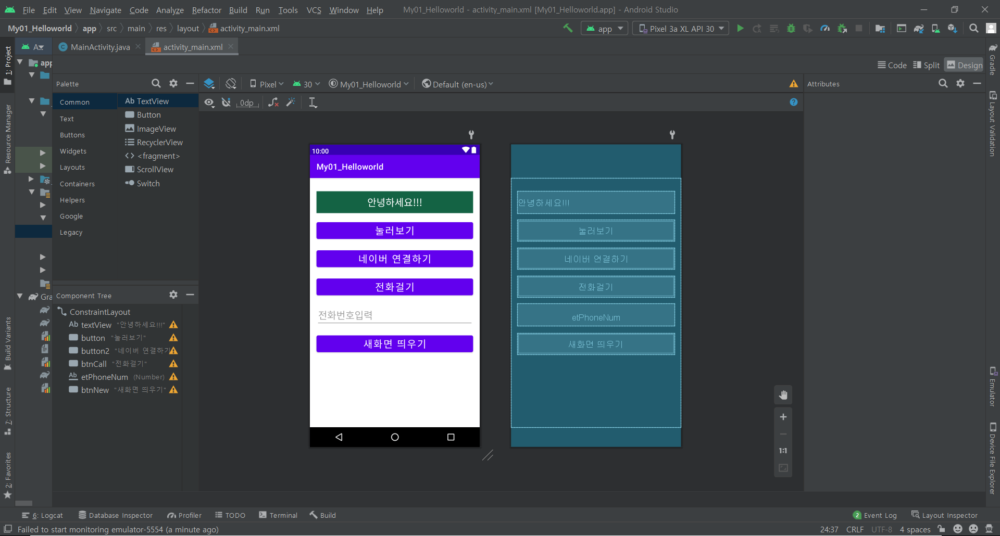 File Edit View Navigate Code Analyze Refactor Build Run Tools VCS Window Help My01_Helloworld - activity_main.xml [My01_Helloworld.app] - Android Studio
My01_Helloworld app src main res layout activity_main.xml app Pixel 3a XL API 30
A MainActivity.java activity_main.xml
1: Project
Resource Manager
Build Variants
7: Structure
2: Favorites
app
Gra
Code Split Design
Palette
Common
Text
Buttons
Widgets
Layouts
Containers
Helpers
Google
Legacy
Ab TextView
Button
ImageView
RecyclerView
<> <fragment>
ScrollView
Switch
Pixel 30 My01_Helloworld Default (en-us)
0dp
?
Attributes
Component Tree
ConstraintLayout
Ab textView "안녕하세요!!!"
button "눌러보기"
button2 "네이버 연결하기
btnCall "전화걸기"
Ab etPhoneNum (Number)
btnNew "새화면 띄우기"
10:00
My01_Helloworld
안녕하세요!!!
눌러보기
네이버 연결하기
전화걸기
전화번호입력
새화면 띄우기
안녕하세요!!!
눌러보기
네이버 연결하기
전화걸기
etPhoneNum
새화면 띄우기
1:1
Gradle
Layout Validation
Emulator
Device File Explorer
6: Logcat Database Inspector Profiler TODO Terminal Build 2 Event Log Layout Inspector
Failed to start monitoring emulator-5554 (a minute ago) 24:37 CRLF UTF-8 4 spaces